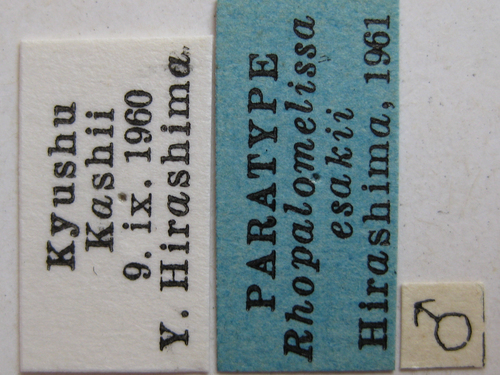 Kyushu
Kashii
9. ix. 1960
Y. Hirashima
PARATYPE
Rhopalomelissa
esakii
Hirashima, 1961
♂